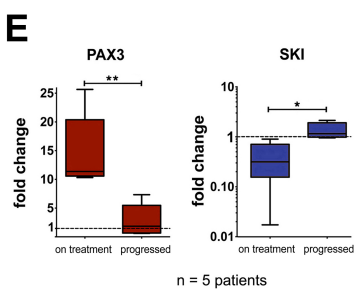 E
PAX3
SKI
**
*
fold change
25
20
15
10
5
1
on treatment
progressed
fold change
10
1
0.10
0.01
on treatment
progressed
n = 5 patients